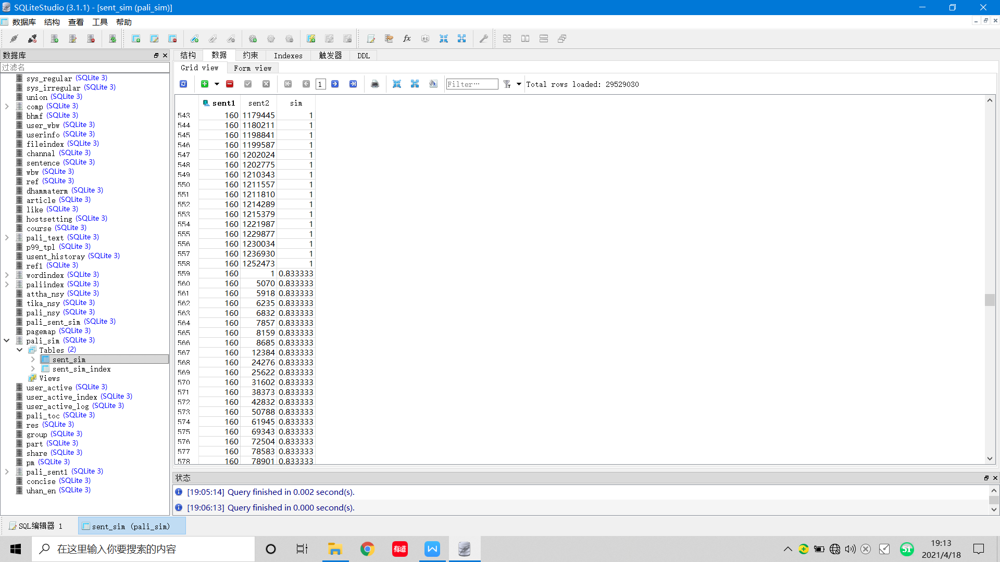 SQLiteStudio (3.1.1) - [sent_sim (pali_sim)]
数据库 结构 查看 工具 帮助
数据库
过滤名
sys_regular (SQLite 3)
sys_irregular (SQLite 3)
union (SQLite 3)
comp (SQLite 3)
bhmf (SQLite 3)
user_wbw (SQLite 3)
userinfo (SQLite 3)
fileindex (SQLite 3)
channal (SQLite 3)
sentence (SQLite 3)
wbw (SQLite 3)
ref (SQLite 3)
dhammaterm (SQLite 3)
article (SQLite 3)
like (SQLite 3)
hostsetting (SQLite 3)
course (SQLite 3)
pali_text (SQLite 3)
p99_tpl (SQLite 3)
usent_historay (SQLite 3)
ref1 (SQLite 3)
wordindex (SQLite 3)
paliindex (SQLite 3)
attha_nsy (SQLite 3)
tika_nsy (SQLite 3)
pali_nsy (SQLite 3)
pali_sent_sim (SQLite 3)
pagemap (SQLite 3)
pali_sim (SQLite 3)
Tables (2)
sent_sim
sent_sim_index
Views
user_active (SQLite 3)
user_active_index (SQLite 3)
user_active_log (SQLite 3)
pali_toc (SQLite 3)
res (SQLite 3)
group (SQLite 3)
part (SQLite 3)
share (SQLite 3)
pm (SQLite 3)
pali_sent1 (SQLite 3)
concise (SQLite 3)
uhan_en (SQLite 3)
结构 数据 约束 Indexes 触发器 DDL
Grid view Form view
1 Filter… Total rows loaded: 29529030
sent1 sent2 sim
543 160 1179445 1
544 160 1180211 1
545 160 1198841 1
546 160 1199587 1
547 160 1202024 1
548 160 1202775 1
549 160 1210343 1
550 160 1211557 1
551 160 1211810 1
552 160 1214289 1
553 160 1215379 1
554 160 1221987 1
555 160 1229877 1
556 160 1230034 1
557 160 1236930 1
558 160 1252473 1
559 160 1 0.833333
560 160 5070 0.833333
561 160 5918 0.833333
562 160 6235 0.833333
563 160 6832 0.833333
564 160 7857 0.833333
565 160 8159 0.833333
566 160 8685 0.833333
567 160 12384 0.833333
568 160 24276 0.833333
569 160 25622 0.833333
570 160 31602 0.833333
571 160 38373 0.833333
572 160 42832 0.833333
573 160 50788 0.833333
574 160 61945 0.833333
575 160 69343 0.833333
576 160 72504 0.833333
577 160 78583 0.833333
578 160 78901 0.833333
状态
[19:05:14] Query finished in 0.002 second(s).
[19:06:13] Query finished in 0.000 second(s).
SQL编辑器 1 sent_sim (pali_sim)
在这里输入你要搜索的内容
有道
51
19:13
2021/4/18